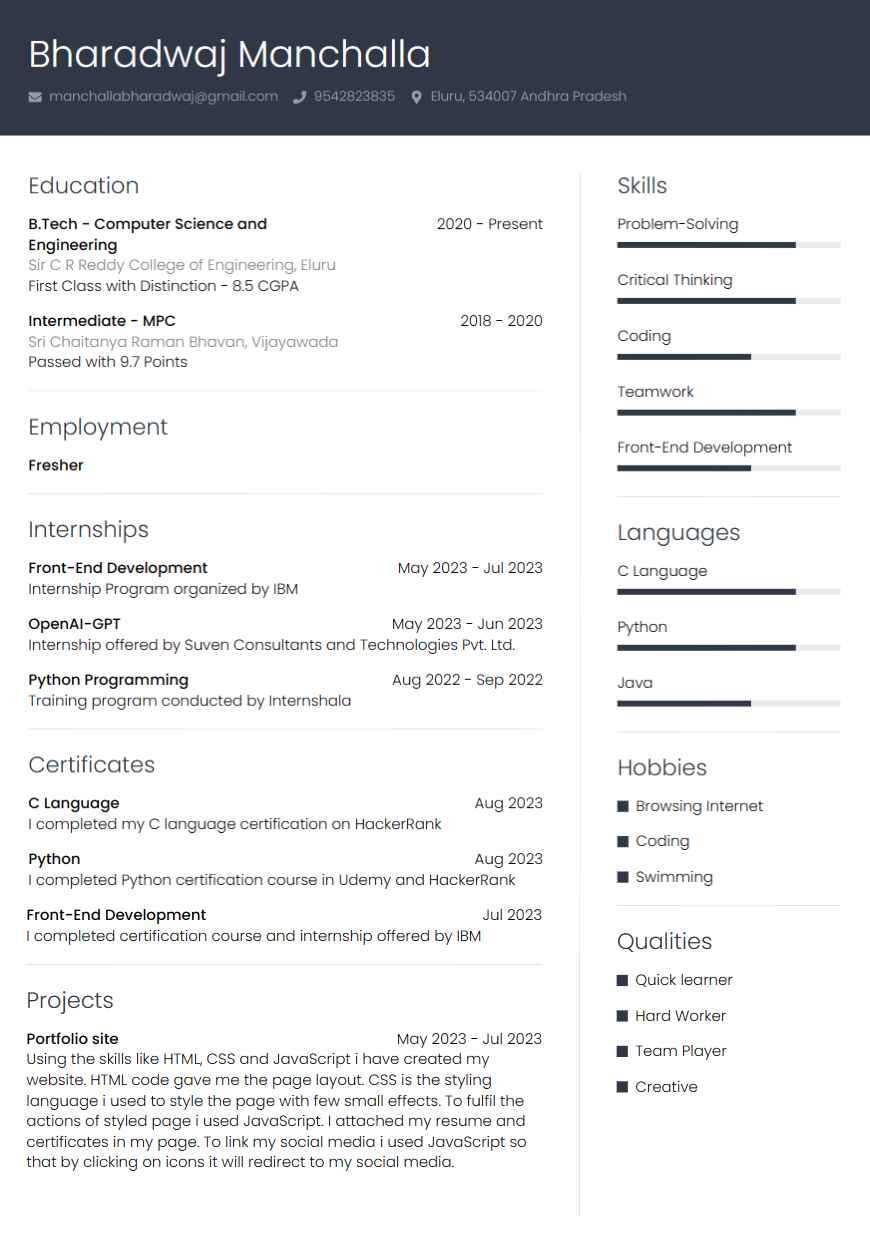 Bharadwaj Manchalla
manchallabharadwaj@gmail.com 9542823835 Eluru, 534007 Andhra Pradesh
Education
B.Tech - Computer Science and 2020 - Present
Engineering
Sir C R Reddy College of Engineering, Eluru
First Class with Distinction - 8.5 CGPA
Intermediate - MPC 2018 - 2020
Sri Chaitanya Raman Bhavan, Vijayawada
Passed with 9.7 Points
Employment
Fresher
Internships
Front-End Development May 2023 - Jul 2023
Internship Program organized by IBM
OpenAI-GPT May 2023 - Jun 2023
Internship offered by Suven Consultants and Technologies Pvt. Ltd.
Python Programming Aug 2022 - Sep 2022
Training program conducted by Internshala
Certificates
C Language Aug 2023
I completed my C language certification on HackerRank
Python Aug 2023
I completed Python certification course in Udemy and HackerRank
Front-End Development Jul 2023
I completed certification course and internship offered by IBM
Projects
Portfolio site May 2023 - Jul 2023
Using the skills like HTML, CSS and JavaScript i have created my
website. HTML code gave me the page layout. CSS is the styling
language i used to style the page with few small effects. To fulfil the
actions of styled page i used JavaScript. I attached my resume and
certificates in my page. To link my social media i used JavaScript so
that by clicking on icons it will redirect to my social media.
Skills
Problem-Solving
Critical Thinking
Coding
Teamwork
Front-End Development
Languages
C Language
Python
Java
Hobbies
Browsing Internet
Coding
Swimming
Qualities
Quick learner
Hard Worker
Team Player
Creative